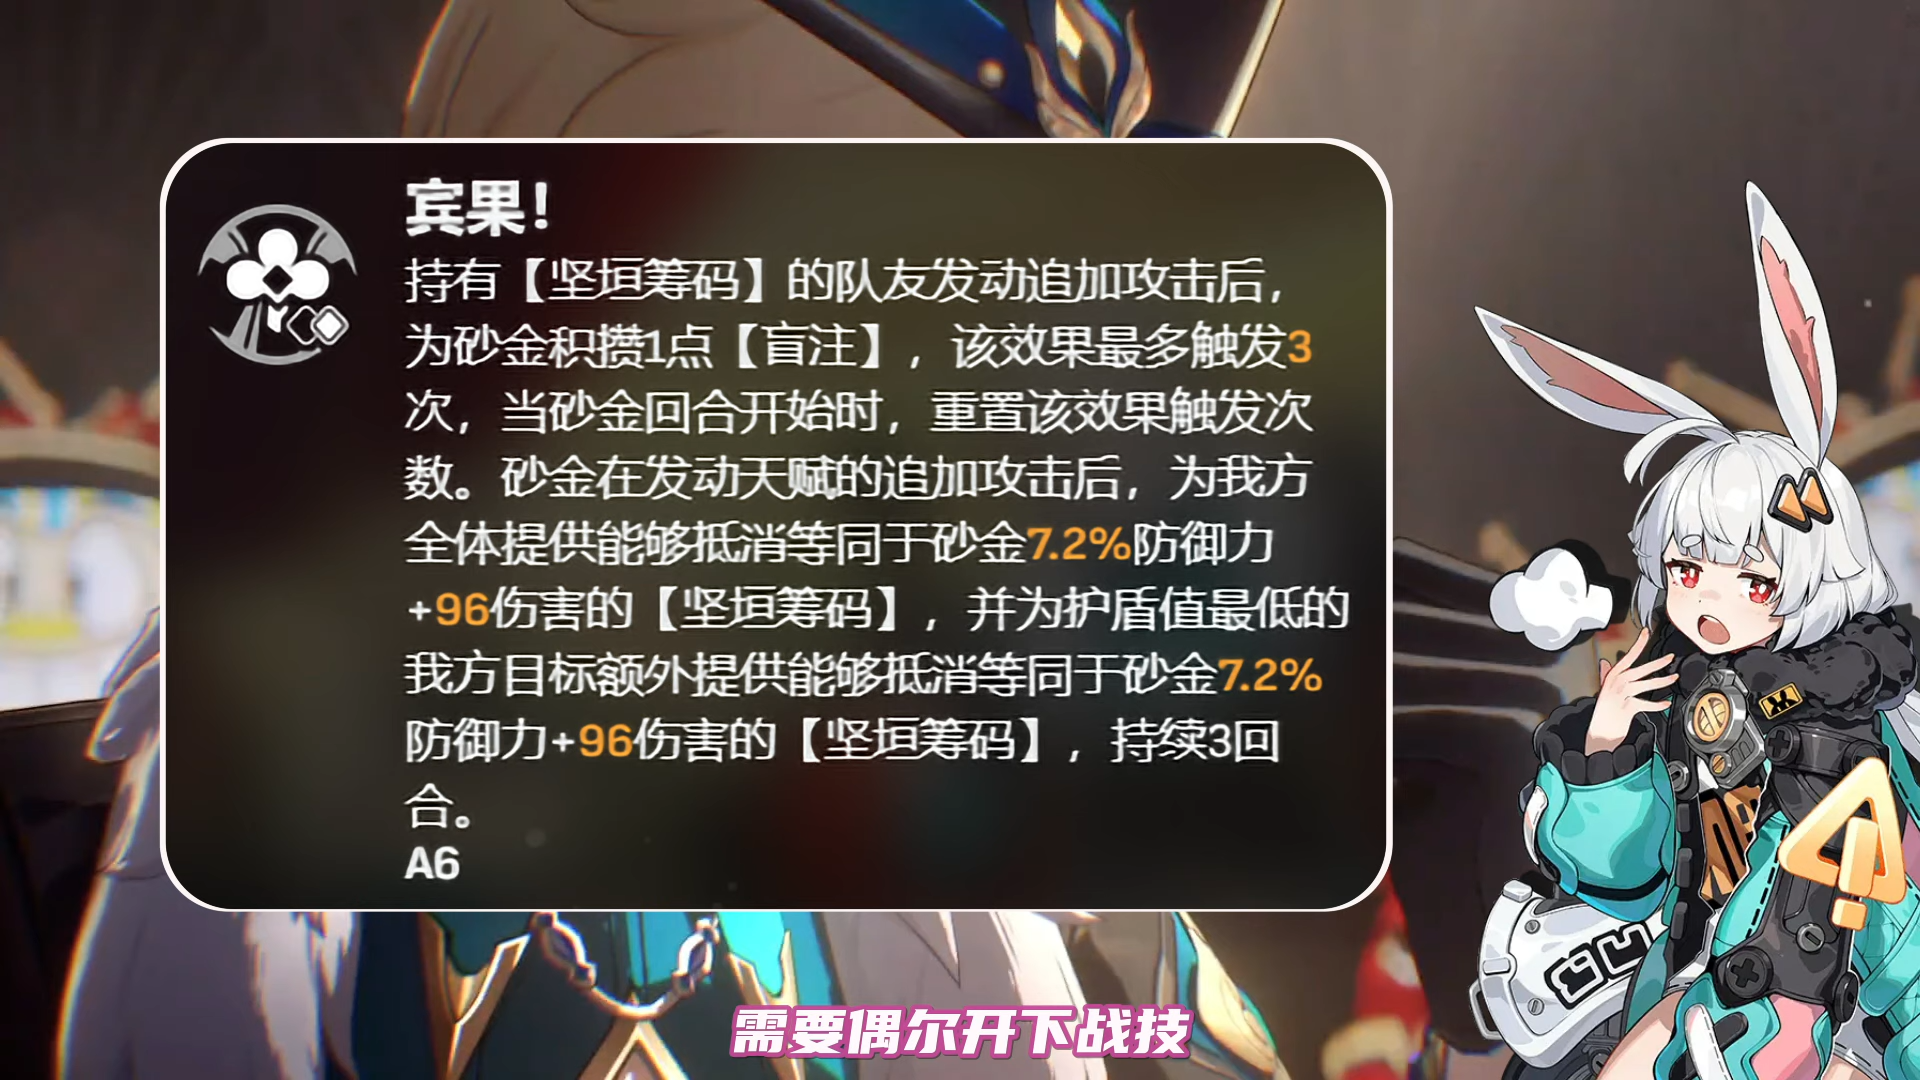 宾果！
持有【坚垣筹码】的队友发动追加攻击后，
为砂金积攒1点【盲注】，该效果最多触发3
次，当砂金回合开始时，重置该效果触发次
数。砂金在发动天赋的追加攻击后，为我方
全体提供能够抵消等同于砂金7.2%防御力
+96伤害的【坚垣筹码】，并为护盾值最低的
我方目标额外提供能够抵消等同于砂金7.2%
防御力+96伤害的【坚垣筹码】，持续3回
合。
A6
需要偶尔开下战技